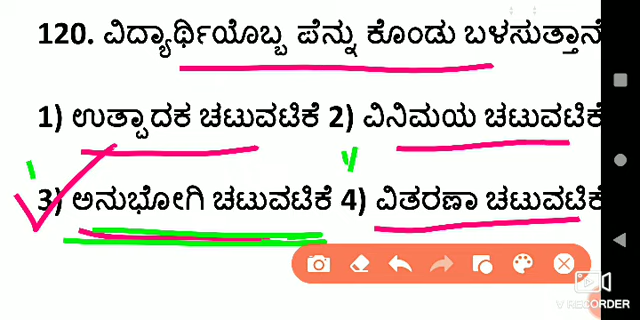 120. ವಿದ್ಯಾರ್ಥಿಯೊಬ್ಬ ಪೆನ್ನು ಕೊಂಡು ಬಳಸುತ್ತಾನೆ
1) ಉತ್ಪಾದಕ ಚಟುವಟಿಕೆ 2) ವಿನಿಮಯ ಚಟುವಟಿಕೆ
3) ಅನುಭೋಗಿ ಚಟುವಟಿಕೆ 4) ವಿತರಣಾ ಚಟುವಟಿಕೆ
V RECORDER